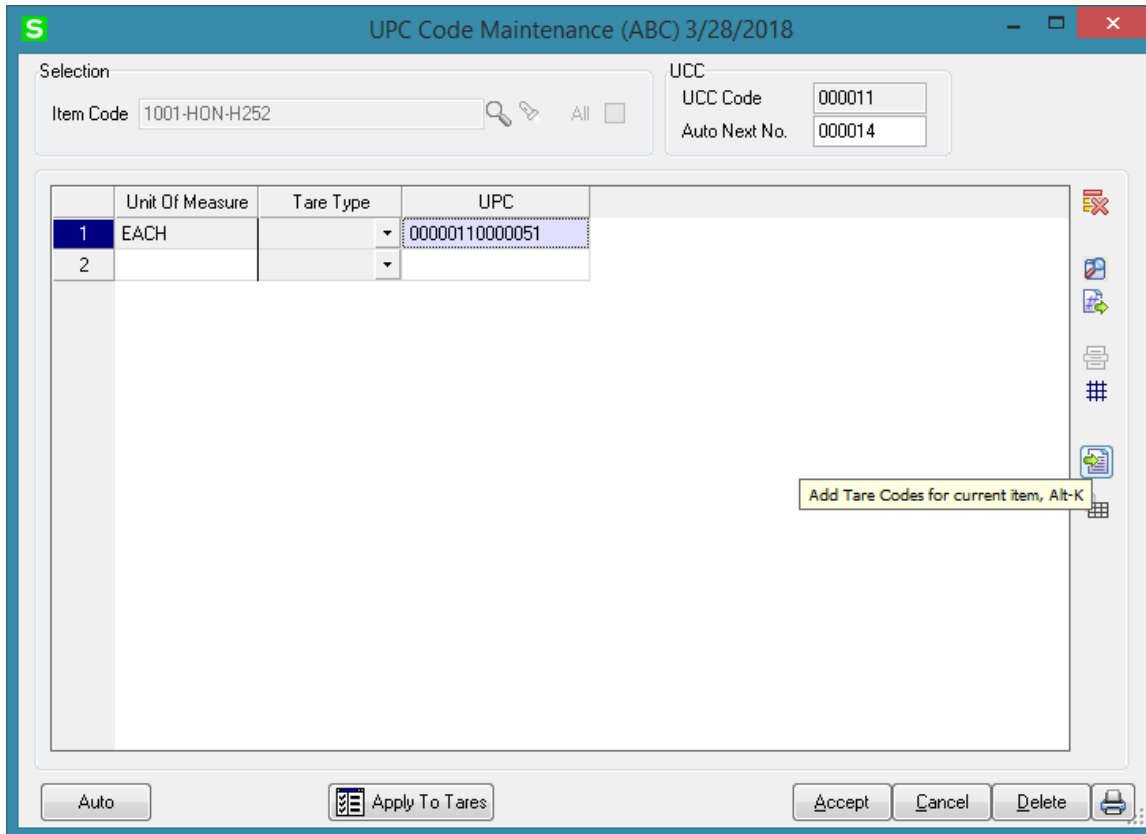 S
UPC Code Maintenance (ABC) 3/28/2018
Selection
Item Code 1001-HON-H252 All
UCC
UCC Code 000011
Auto Next No. 000014
Unit Of Measure Tare Type UPC
1 EACH 00000110000051
2
Add Tare Codes for current item, Alt-K
Auto Apply To Tares Accept Cancel Delete